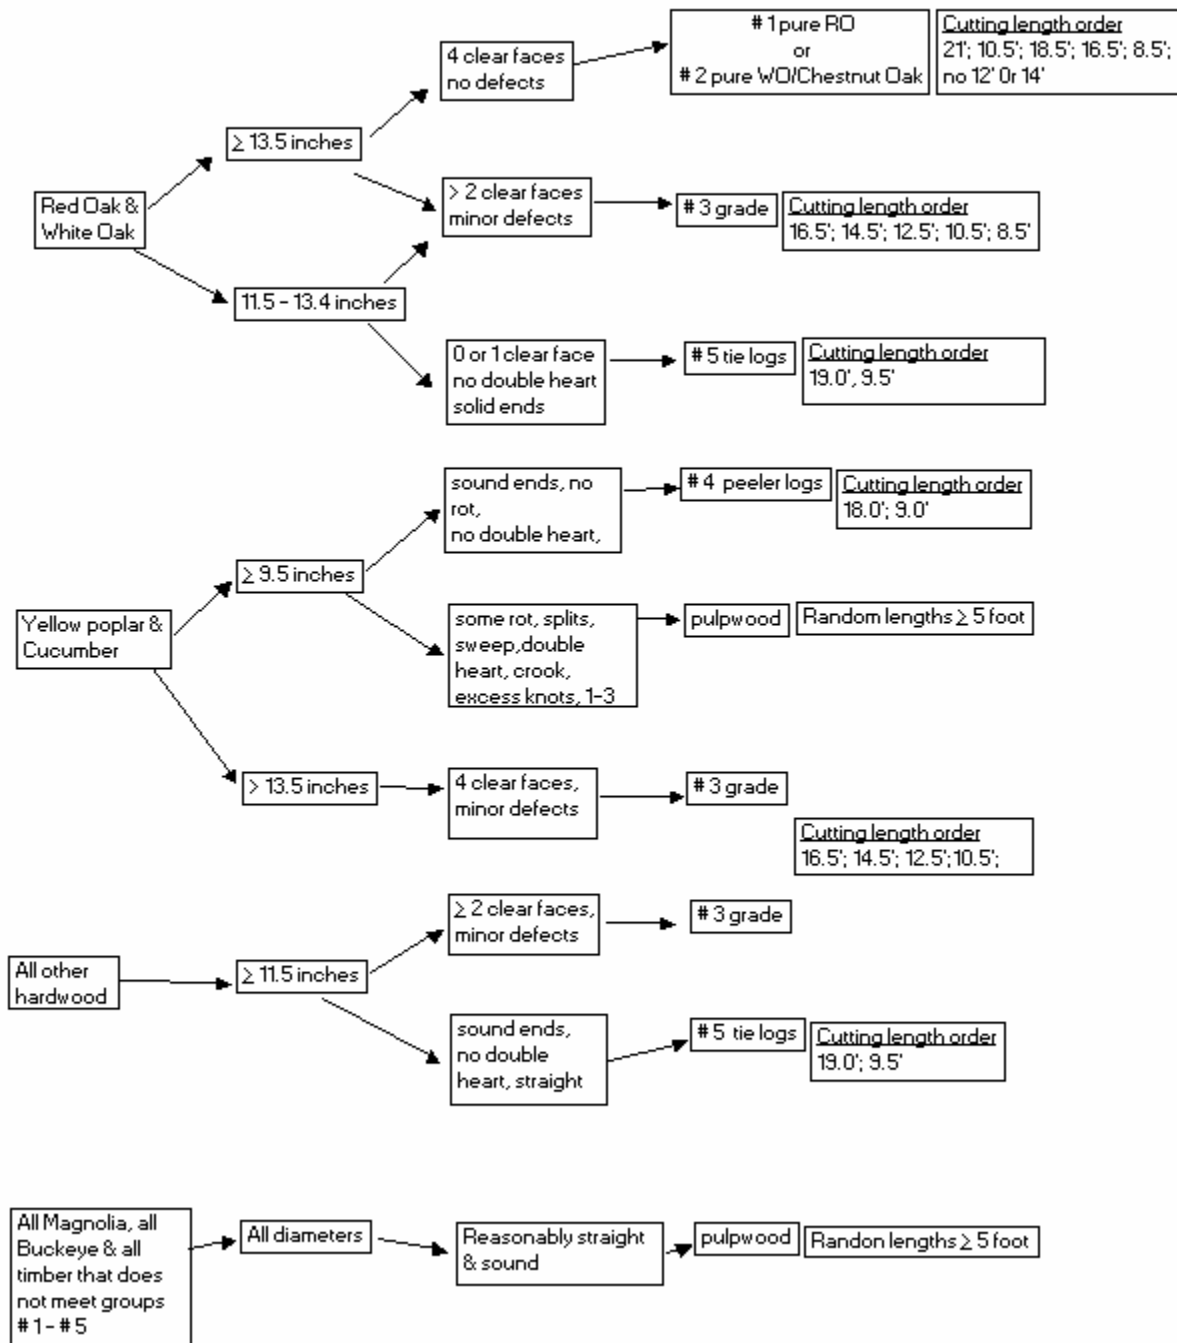 4 clear faces
no defects
# 1 pure RO
or
# 2 pure WO/Chestnut Oak
Cutting length order
21'; 10.5'; 18.5'; 16.5'; 8.5';
no 12' 0r 14'
≥ 13.5 inches
Red Oak &
White Oak
> 2 clear faces
minor defects
# 3 grade
Cutting length order
16.5'; 14.5'; 12.5'; 10.5'; 8.5'
11.5 - 13.4 inches
0 or 1 clear face
no double heart
solid ends
# 5 tie logs
Cutting length order
19.0', 9.5'
sound ends, no
rot,
no double heart,
# 4 peeler logs
Cutting length order
18.0'; 9.0'
≥ 9.5 inches
Yellow poplar &
Cucumber
some rot, splits,
sweep,double
heart, crook,
excess knots, 1-3
pulpwood
Random lengths ≥ 5 foot
> 13.5 inches
4 clear faces,
minor defects
# 3 grade
Cutting length order
16.5'; 14.5'; 12.5';10.5';
≥ 2 clear faces,
minor defects
# 3 grade
All other
hardwood
≥ 11.5 inches
sound ends,
no double
heart, straight
# 5 tie logs
Cutting length order
19.0'; 9.5'
All Magnolia, all
Buckeye & all
timber that does
not meet groups
# 1 - # 5
All diameters
Reasonably straight
& sound
pulpwood
Randon lengths ≥ 5 foot